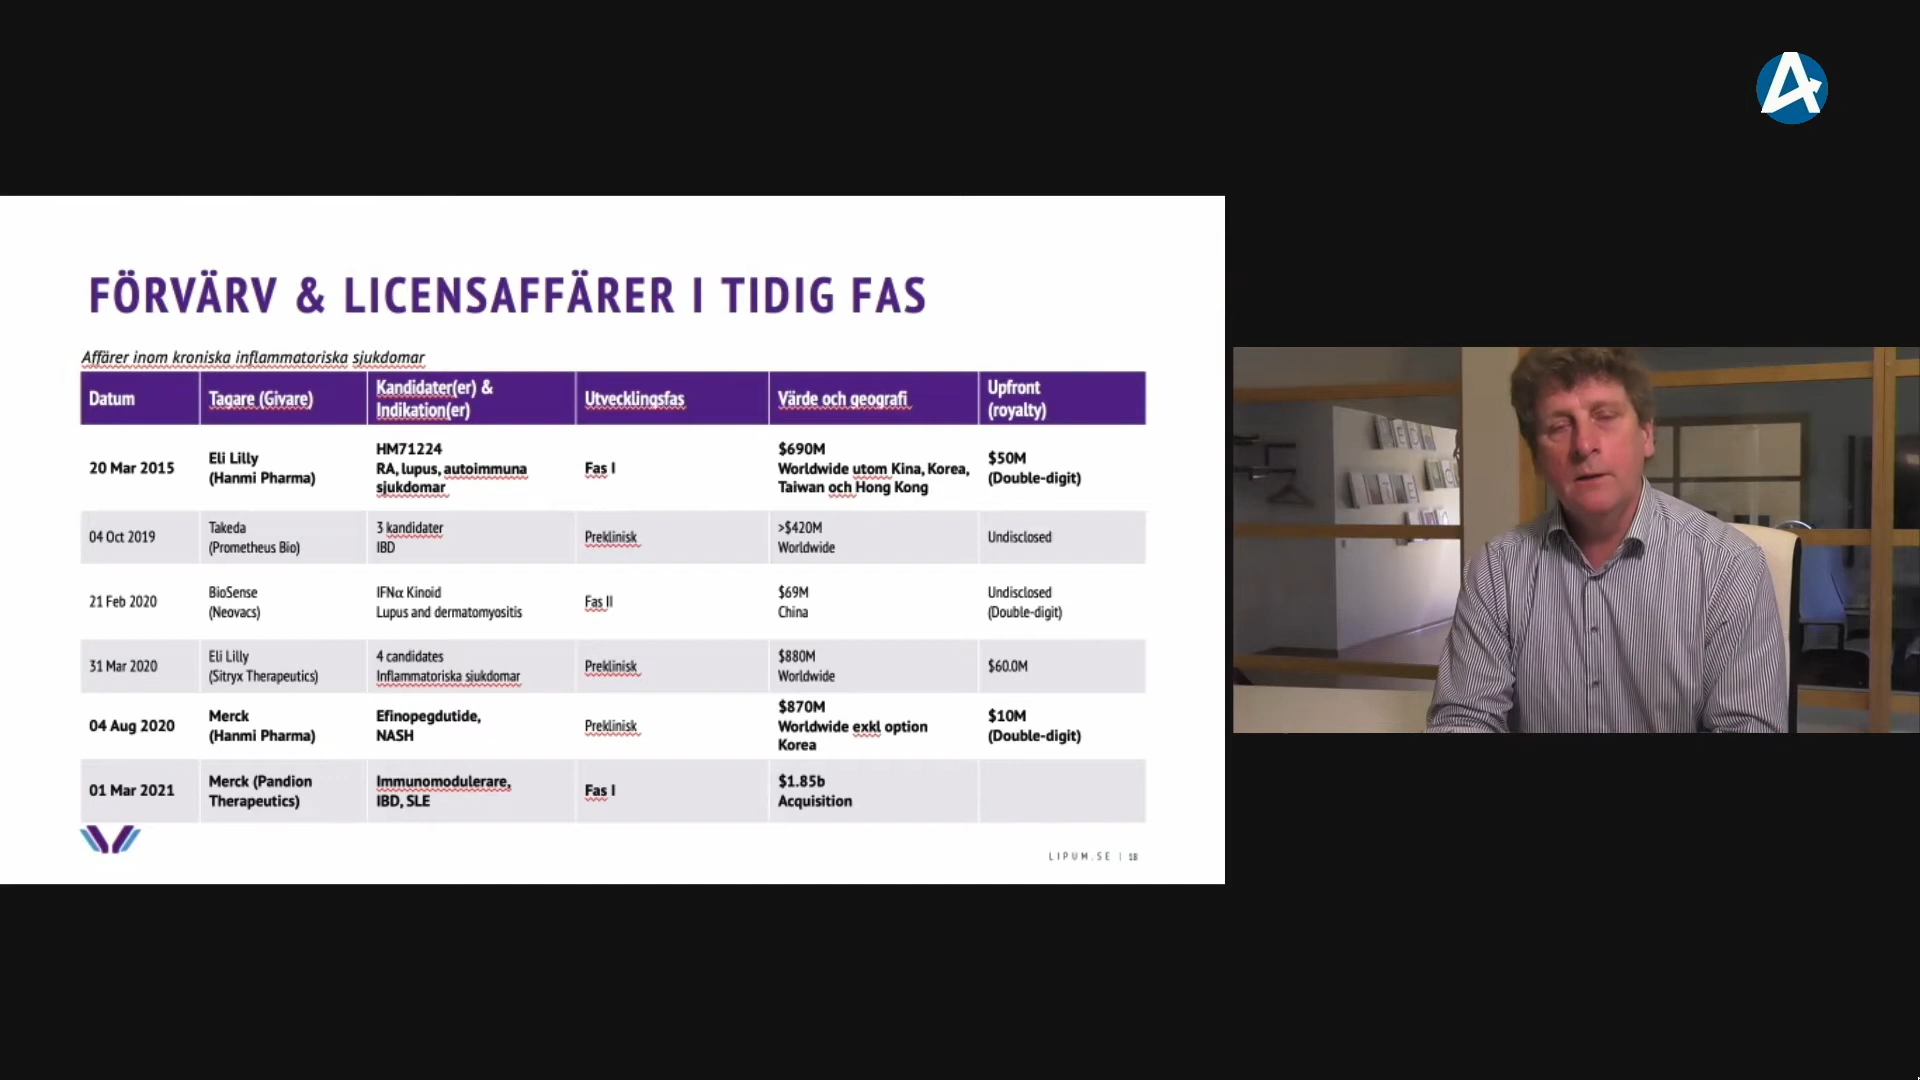 FÖRVÄRV & LICENSAFFÄRER I TIDIG FAS
Affärer inom kroniska inflammatoriska sjukdomar
Datum
Tagare (Givare)
Kandidater(er) &
Indikation(er)
Utvecklingsfas
Värde och geografi
Upfront
(royalty)
20 Mar 2015
Eli Lilly
(Hanmi Pharma)
HM71224
RA, lupus, autoimmuna
sjukdomar
Fas I
$690M
Worldwide utom Kina, Korea,
Taiwan och Hong Kong
$50M
(Double-digit)
04 Oct 2019
Takeda
(Prometheus Bio)
3 kandidater
IBD
Preklinisk
>$420M
Worldwide
Undisclosed
21 Feb 2020
BioSense
(Neovacs)
IFNα Kinoid
Lupus and dermatomyositis
Fas II
$69M
China
Undisclosed
(Double-digit)
31 Mar 2020
Eli Lilly
(Sitryx Therapeutics)
4 candidates
Inflammatoriska sjukdomar
Preklinisk
$880M
Worldwide
$60.0M
04 Aug 2020
Merck
(Hanmi Pharma)
Efinopegdutide,
NASH
Preklinisk
$870M
Worldwide exkl option
Korea
$10M
(Double-digit)
01 Mar 2021
Merck (Pandion
Therapeutics)
Immunomodulerare,
IBD, SLE
Fas I
$1.85b
Acquisition
LIPUM.SE | 18